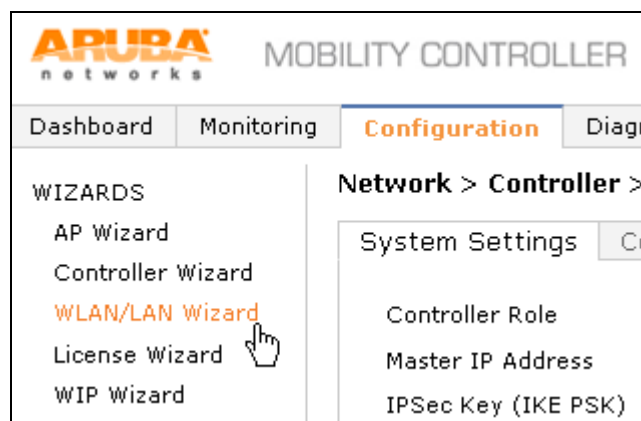 ARUBA
networks
MOBILITY CONTROLLER
Dashboard Monitoring Configuration
Network > Controller >
WIZARDS
AP Wizard
Controller Wizard
WLAN/LAN Wizard
License Wizard
WIP Wizard
System Settings
Controller Role
Master IP Address
IPSec Key (IKE PSK)